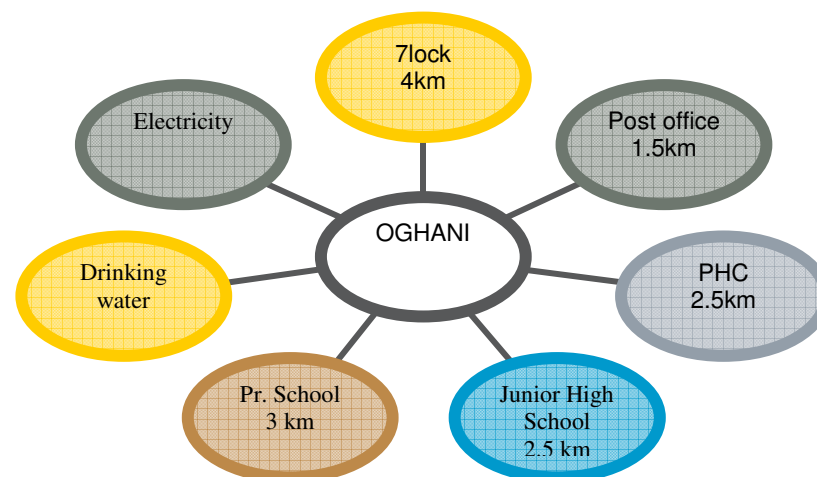 7lock
4km
Electricity
Post office
1.5km
OGHANI
Drinking
water
PHC
2.5km
Pr. School
3 km
Junior High
School
2.5 km